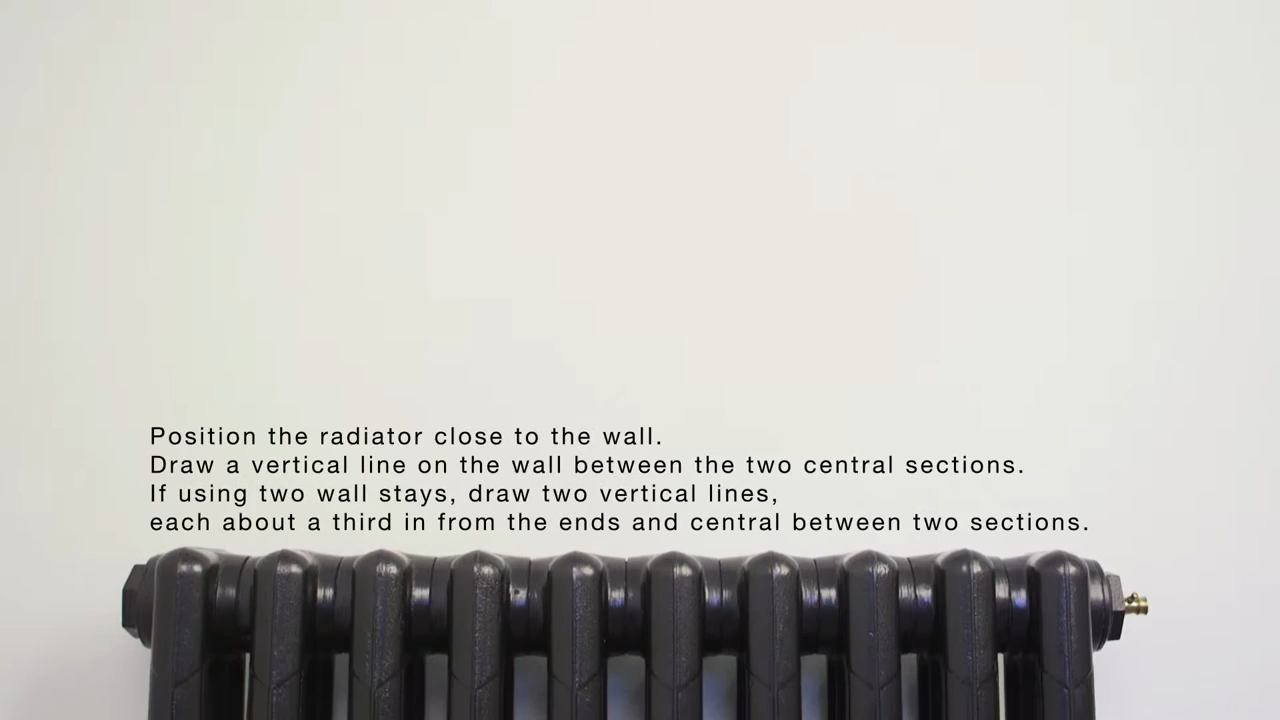 Position the radiator close to the wall.
Draw a vertical line on the wall between the two central sections.
If using two wall stays, draw two vertical lines,
each about a third in from the ends and central between two sections.